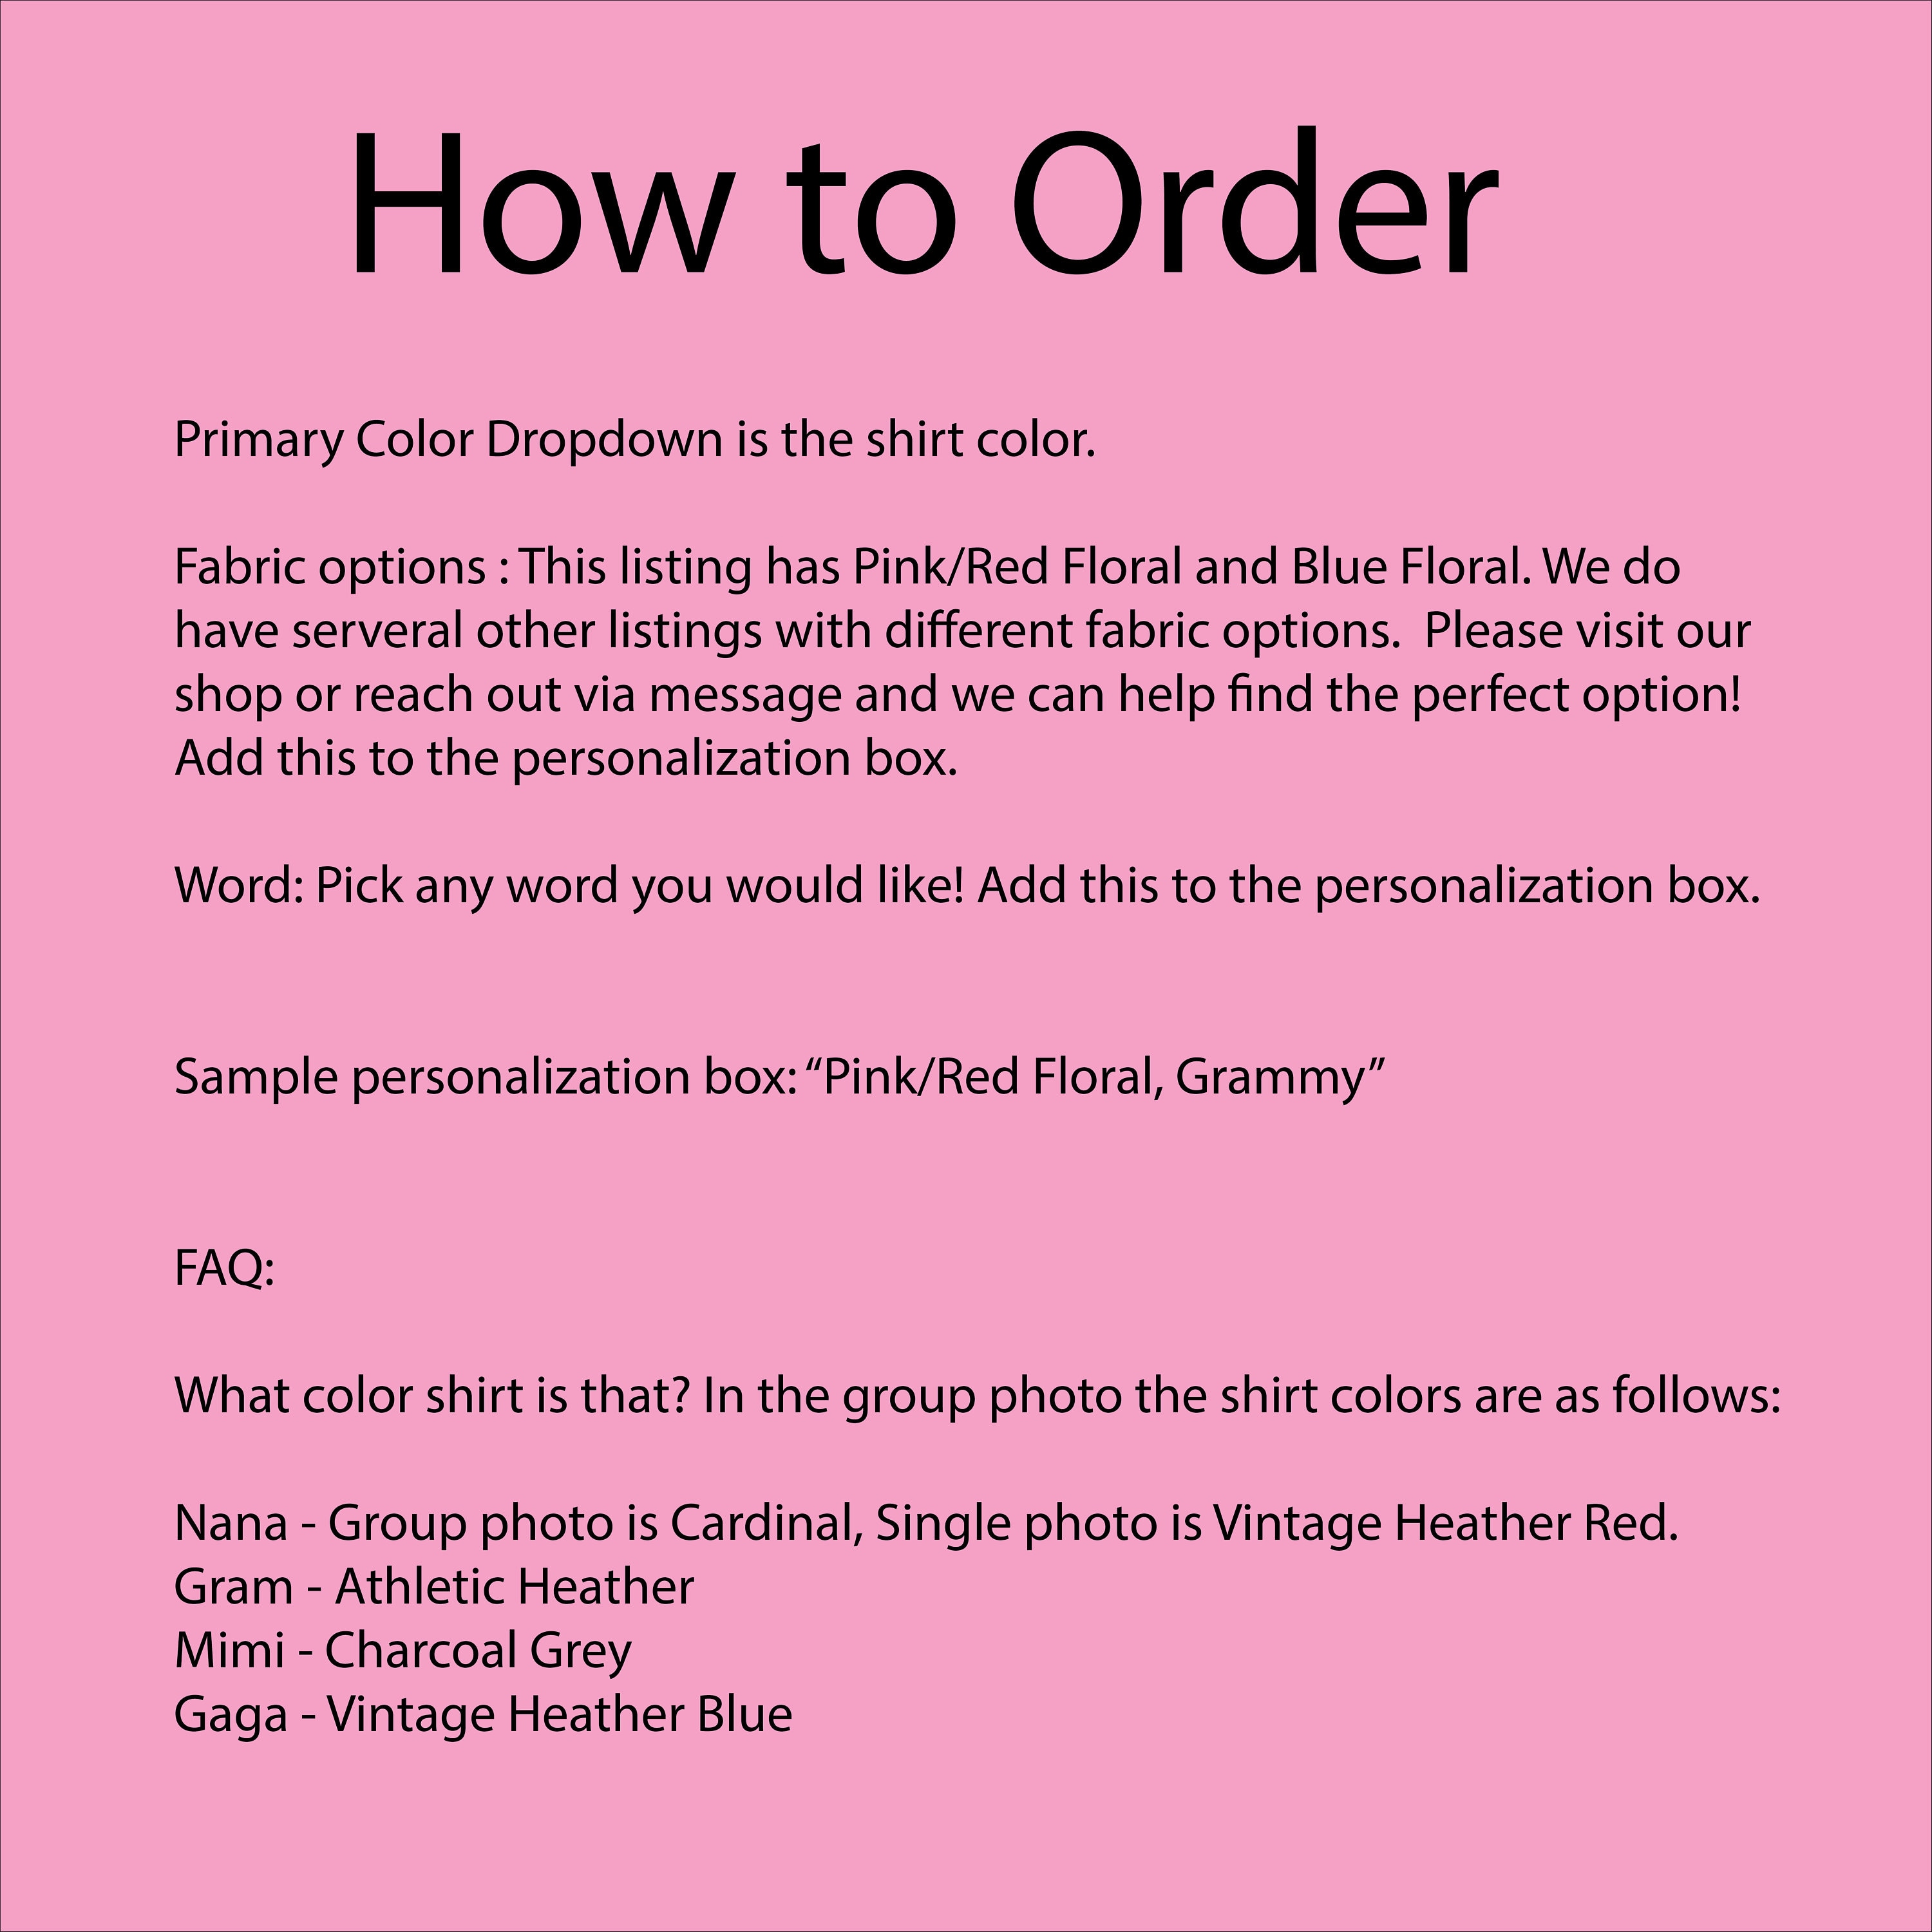 How to Order
Primary Color Dropdown is the shirt color.
Fabric options : This listing has Pink/Red Floral and Blue Floral. We do
have serveral other listings with different fabric options.  Please visit our
shop or reach out via message and we can help find the perfect option!
Add this to the personalization box.
Word: Pick any word you would like! Add this to the personalization box.
Sample personalization box: “Pink/Red Floral, Grammy”
FAQ:
What color shirt is that? In the group photo the shirt colors are as follows:
Nana - Group photo is Cardinal, Single photo is Vintage Heather Red.
Gram - Athletic Heather
Mimi - Charcoal Grey
Gaga - Vintage Heather Blue